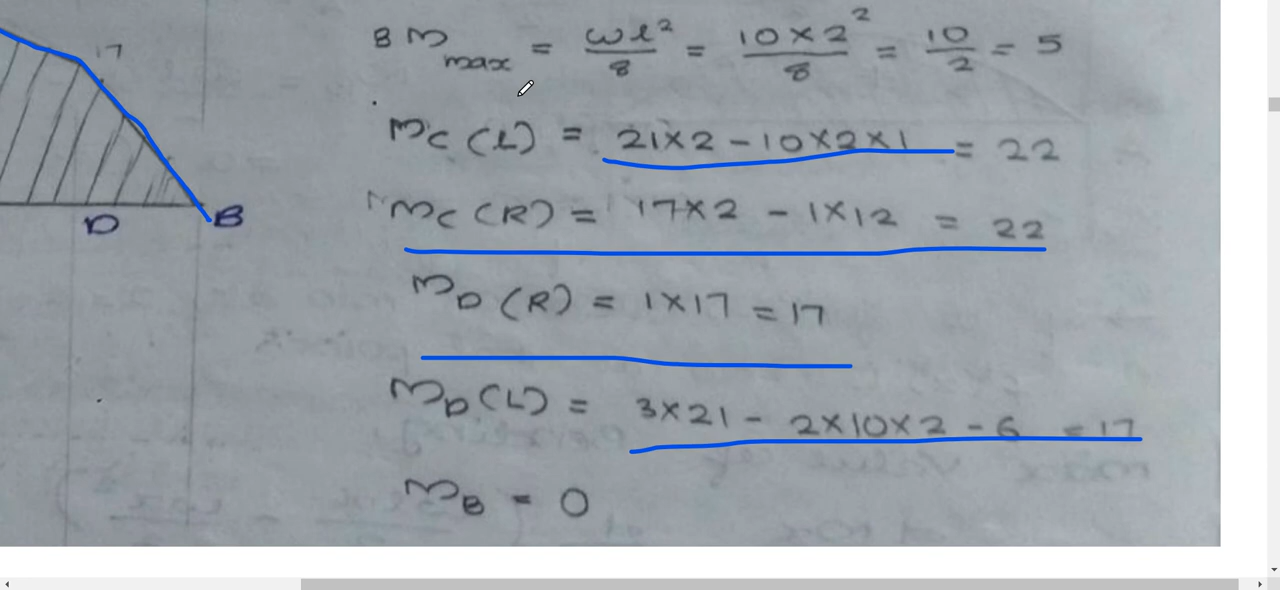 BM max = wl²/8 = 10×2²/8 = 10/2 = 5
Mc (L) = 21×2 - 10×2×1 = 22
Mc (R) = 17×2 - 1×12 = 22
17
MD (R) = 1×17 = 17
D B
MD (L) = 3×21 - 2×10×2 - 6 = 17
MB = 0